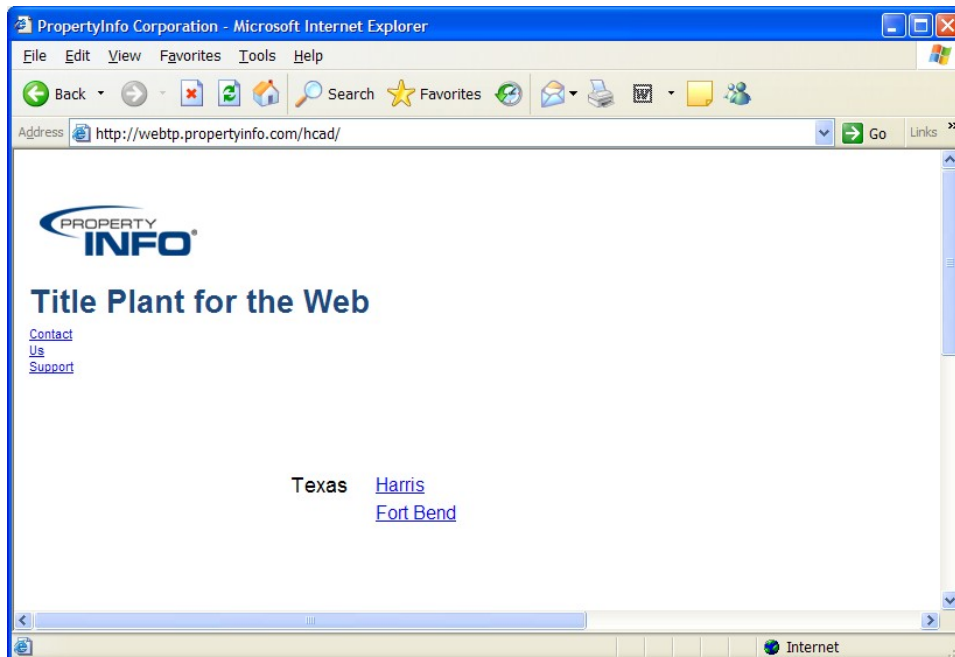 PropertyInfo Corporation - Microsoft Internet Explorer
File Edit View Favorites Tools Help
Back Search Favorites W
Address http://webtp.propertyinfo.com/hcad/ Go Links »
PROPERTY
INFO®
Title Plant for the Web
Contact
Us
Support
Texas Harris
Fort Bend
Internet